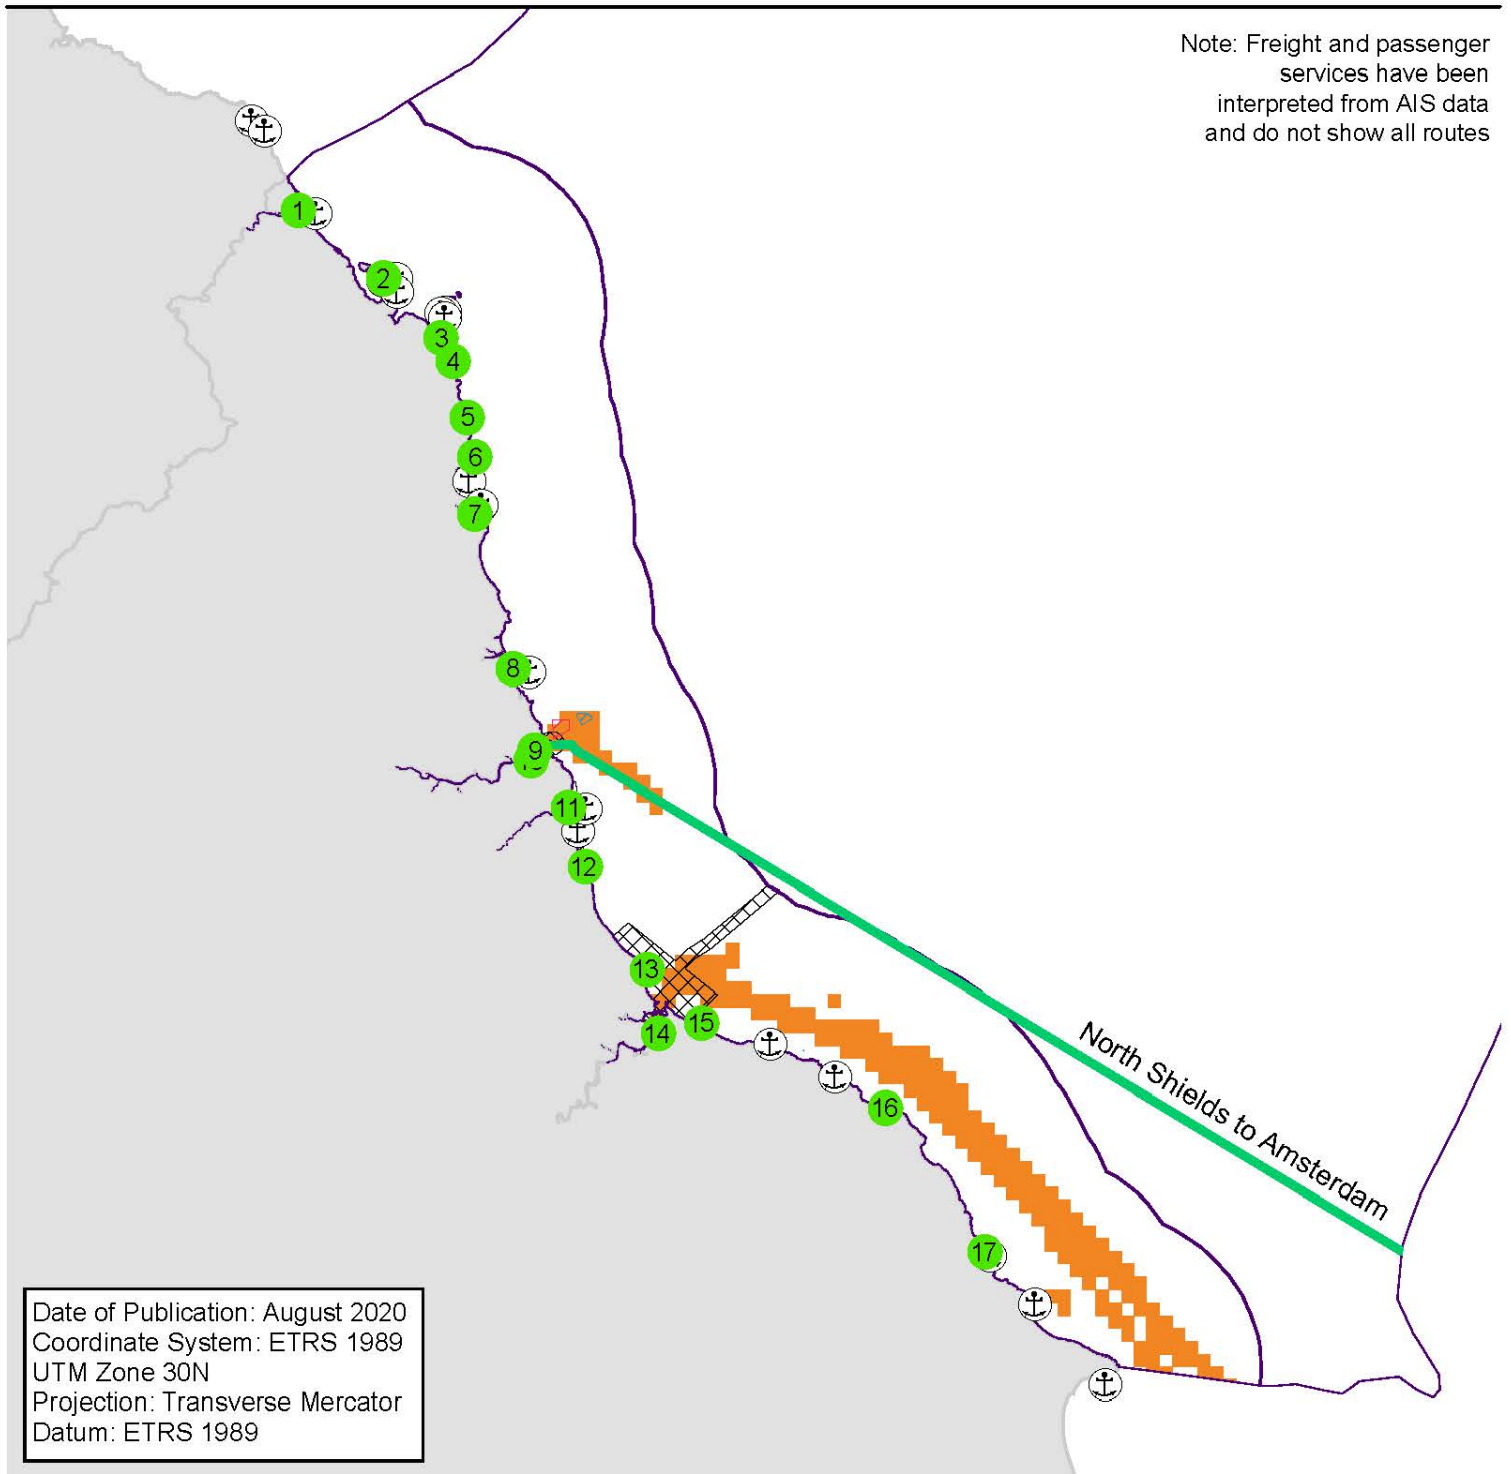 Note: Freight and passenger
services have been
interpreted from AIS data
and do not show all routes
1
2
3
4
5
6
7
8
9
11
12
13
14
15
16
17
North Shields to Amsterdam
Date of Publication: August 2020
Coordinate System: ETRS 1989
UTM Zone 30N
Projection: Transverse Mercator
Datum: ETRS 1989